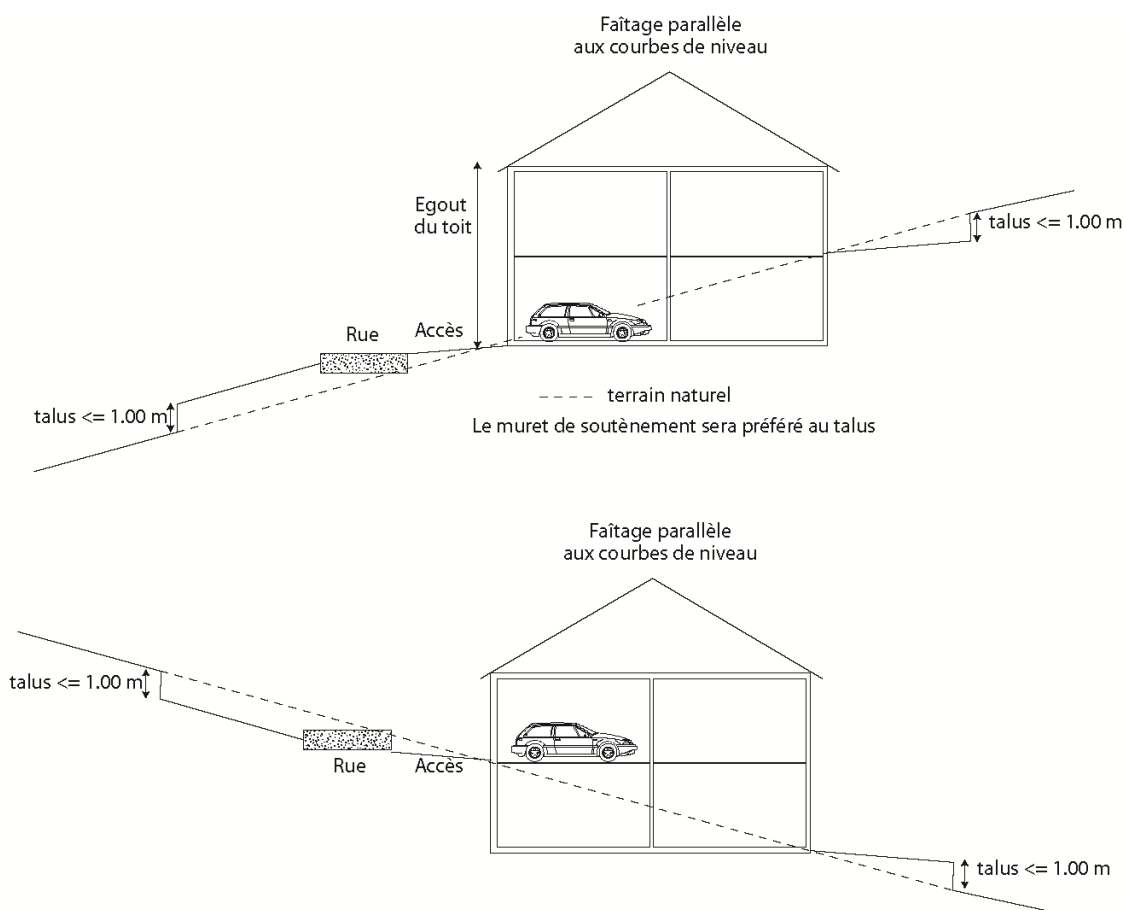 Faîtage parallèle
aux courbes de niveau
Egout
du toit
talus <= 1.00 m
Rue
Accès
talus <= 1.00 m
terrain naturel
Le muret de soutènement sera préféré au talus
Faîtage parallèle
aux courbes de niveau
talus <= 1.00 m
Rue
Accès
talus <= 1.00 m